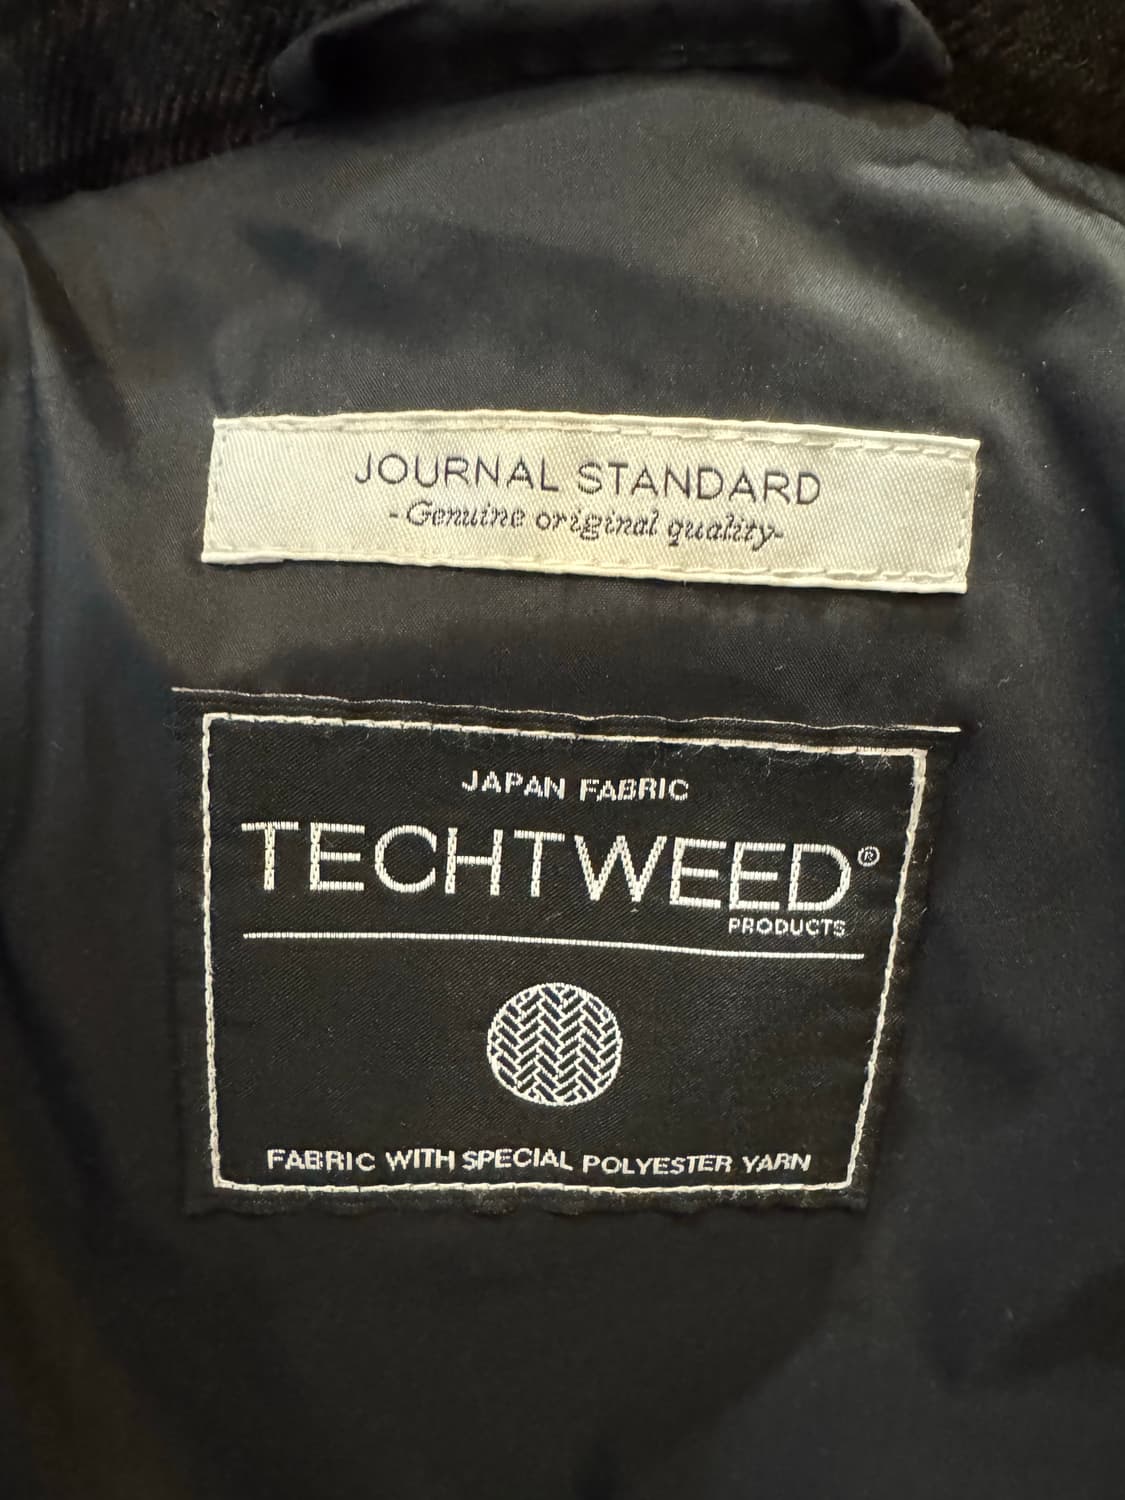 JOURNAL STANDARD
-Genuine original quality-
JAPAN FABRIC
TECHTWEED®
PRODUCTS
FABRIC WITH SPECIAL POLYESTER YARN